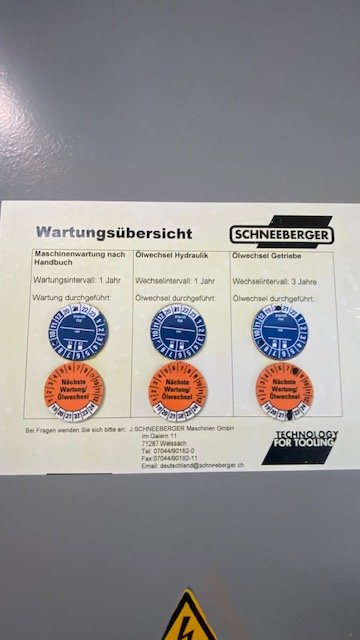 Wartungsübersicht
SCHNEEBERGER
Maschinenwartung nach
Handbuch
Ölwechsel Hydraulik
Ölwechsel Getriebe
Wartungsintervall: 1 Jahr
Wechselintervall: 1 Jahr
Wechselintervall: 3 Jahre
Wartung durchgeführt:
Ölwechsel durchgeführt:
Ölwechsel durchgeführt:
Nächste
Wartung/
Ölwechsel
Nächste
Wartung/
Ölwechsel
Nächste
Wartung/
Ölwechsel
Bei Fragen wenden Sie sich bitte an: J.SCHNEEBERGER Maschinen GmbH
Im Gaiern 11
71287 Weissach
Tel: 07044/90162-0
Fax:07044/90162-11
Email: deutschland@schneeberger.ch
TECHNOLOGY
FOR TOOLING